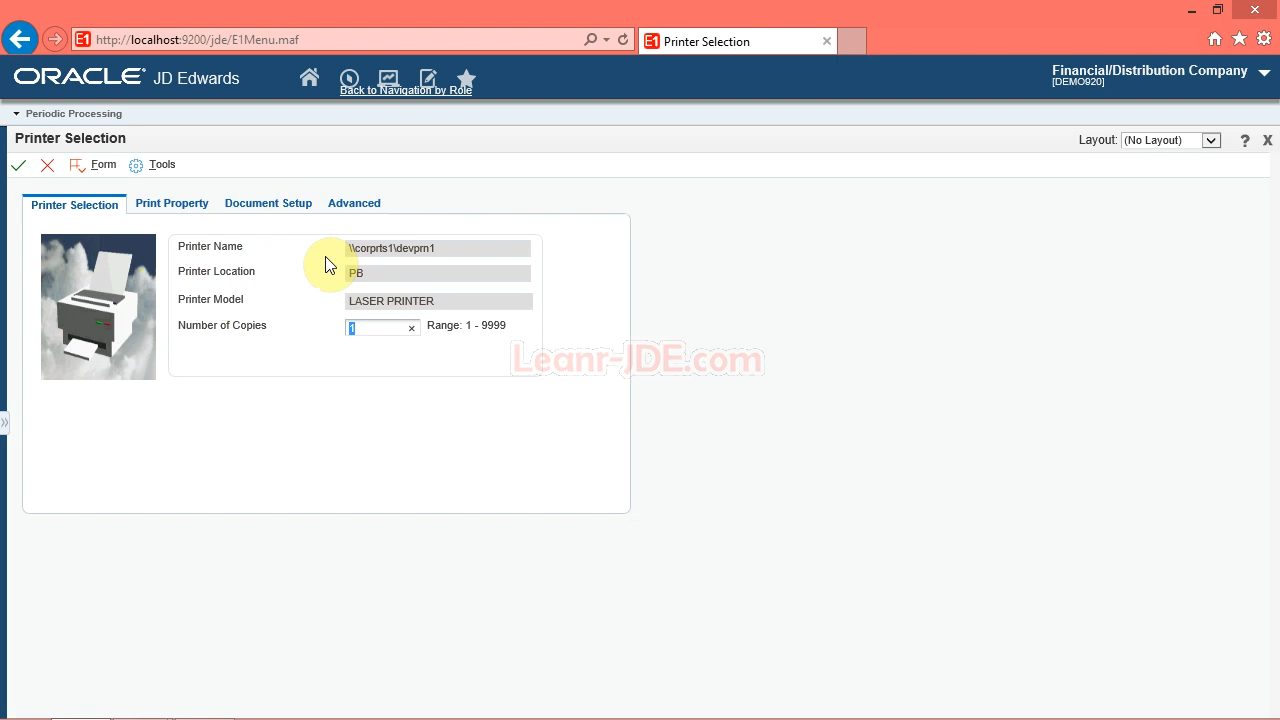 E1 http://localhost:9200/jde/E1Menu.maf
E1 Printer Selection
ORACLE JD Edwards
Back to Navigation by Role
Financial/Distribution Company
[DEMO920]
Periodic Processing
Printer Selection
Layout: (No Layout)
? X
Form Tools
Printer Selection Print Property Document Setup Advanced
Printer Name \\corprts1\devprn1
Printer Location PB
Printer Model LASER PRINTER
Number of Copies 1 Range: 1 - 9999
Leanr-JDE.com